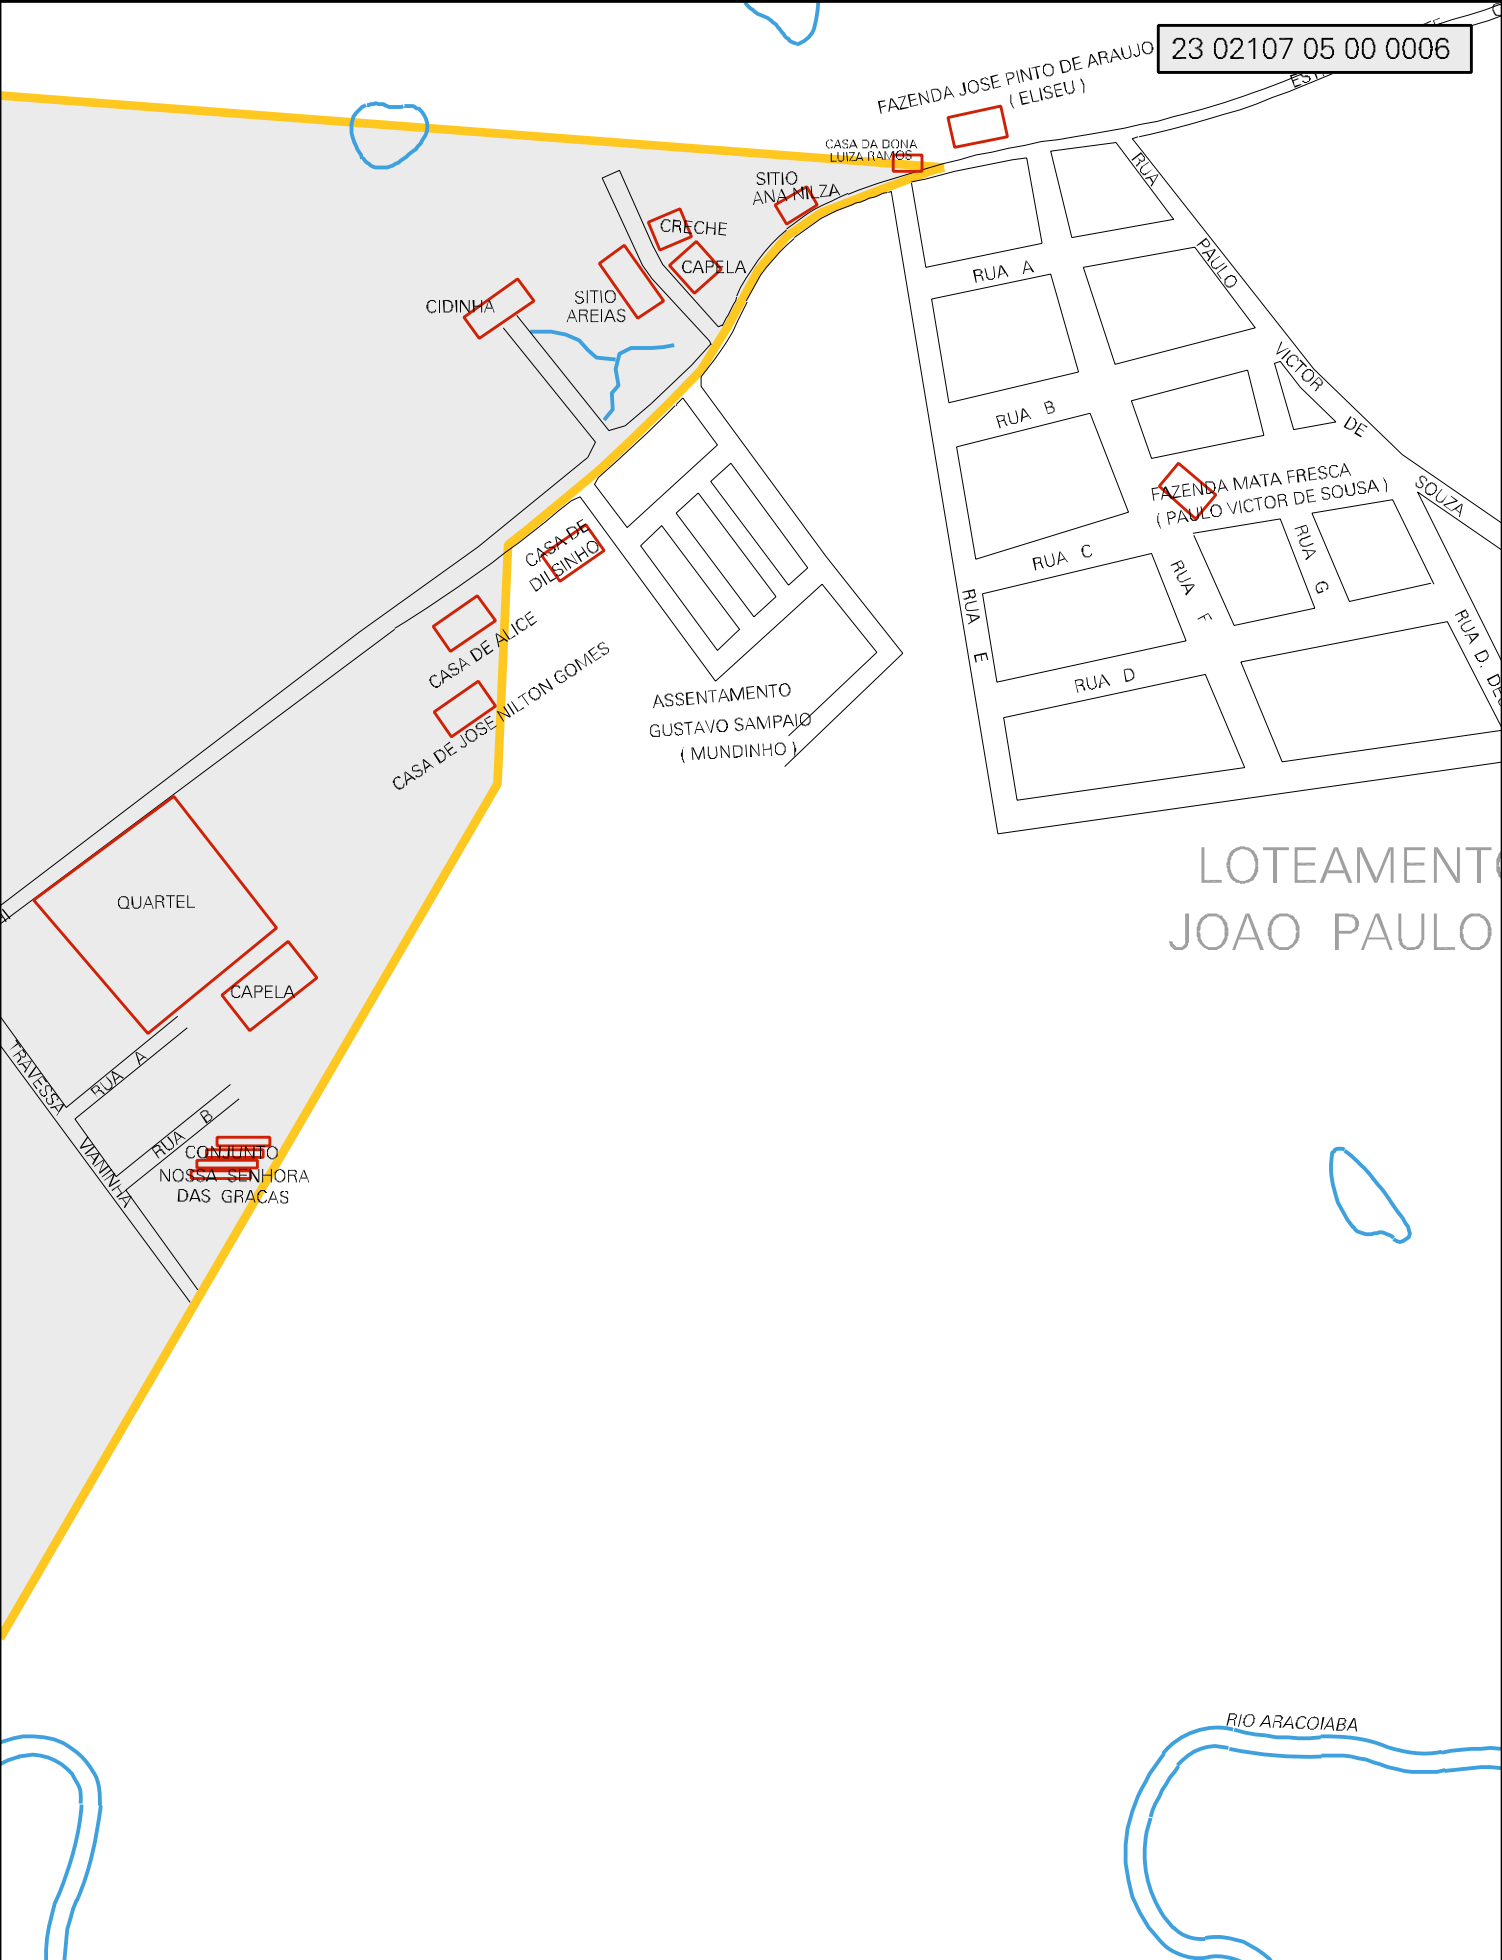 23 02107 05 00 0006
FAZENDA JOSE PINTO DE ARAUJO
( ELISEU )
CASA DA DONA
LUIZA RAMOS
SITIO
ANA NILZA
CRECHE
CAPELA
CIDINHA
SITIO
AREIAS
RUA PAULO VICTOR DE SOUZA
RUA A
RUA B
FAZENDA MATA FRESCA
( PAULO VICTOR DE SOUSA )
RUA C
RUA E
RUA F
RUA G
RUA D
RUA D.
CASA DE
DILSINHO
CASA DE ALICE
CASA DE JOSE NILTON GOMES
ASSENTAMENTO
GUSTAVO SAMPAIO
( MUNDINHO )
LOTEAMENTO
JOAO PAULO
QUARTEL
CAPELA
TRAVESSA VIANINHA
RUA A
RUA B
CONJUNTO
NOSSA SENHORA
DAS GRACAS
RIO ARACOIABA